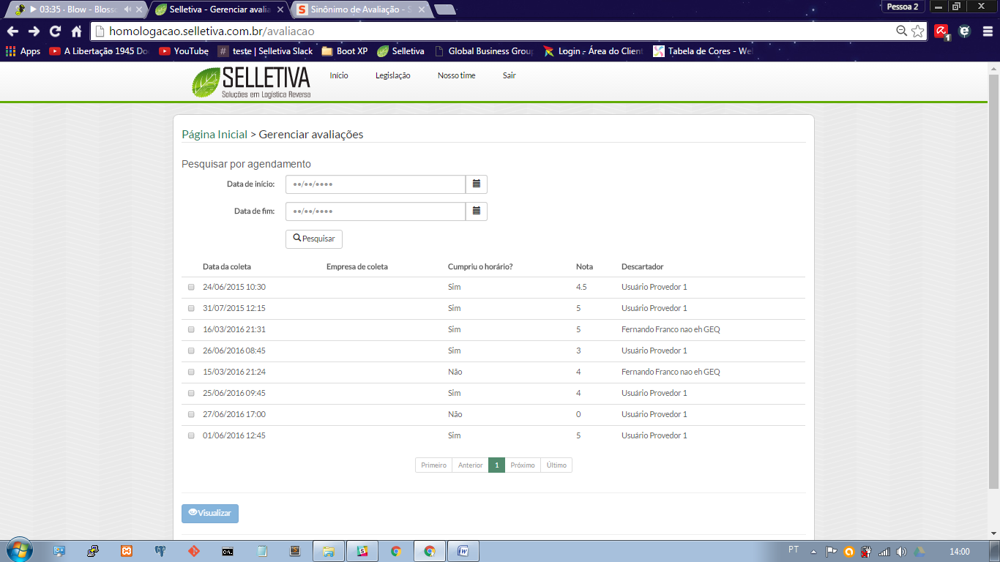 03:35 · Blow - Blosso
Selletiva - Gerenciar avalia
Sinônimo de Avaliação - S
Pessoa 2
homologacao.selletiva.com.br/avaliacao
Apps A Libertação 1945 Do YouTube teste | Selletiva Slack Boot XP Selletiva Global Business Grou Login - Área do Client Tabela de Cores - We
SELLETIVA
Soluções em Logística Reversa
Início Legislação Nosso time Sair
Página Inicial > Gerenciar avaliações
Pesquisar por agendamento
Data de início: ••/••/••••
Data de fim: ••/••/••••
Pesquisar
Data da coleta Empresa de coleta Cumpriu o horário? Nota Descartador
24/06/2015 10:30 Sim 4.5 Usuário Provedor 1
31/07/2015 12:15 Sim 5 Usuário Provedor 1
16/03/2016 21:31 Sim 5 Fernando Franco nao eh GEQ
26/06/2016 08:45 Sim 3 Usuário Provedor 1
15/03/2016 21:24 Não 4 Fernando Franco nao eh GEQ
25/06/2016 09:45 Sim 4 Usuário Provedor 1
27/06/2016 17:00 Não 0 Usuário Provedor 1
01/06/2016 12:45 Sim 5 Usuário Provedor 1
Primeiro Anterior 1 Próximo Último
Visualizar
PT 14:00